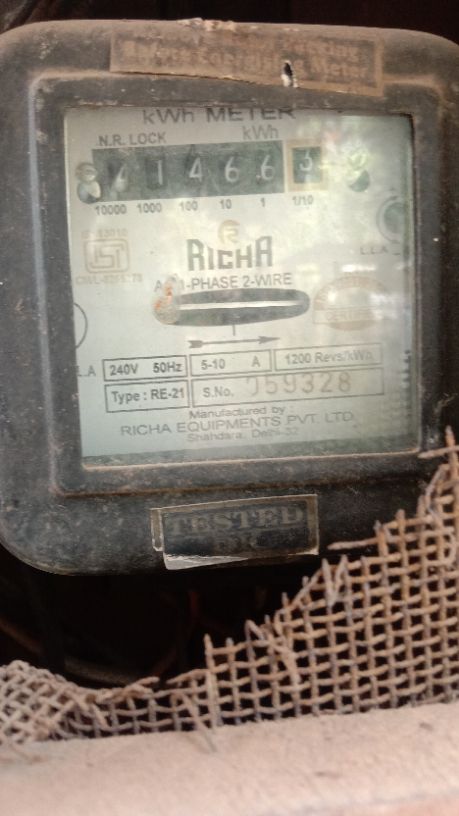 kWh METER
N.R. LOCK kWh
1 4 6 6 3
10000 1000 100 10 1 1/10
RICHA
1-PHASE 2-WIRE
L.A
240V 50Hz 5-10 A 1200 Revs/kWh
Type : RE-21 S.No. 059328
Manufactured by :
RICHA EQUIPMENTS PVT. LTD.
Shahdara, Delhi-32
TESTED